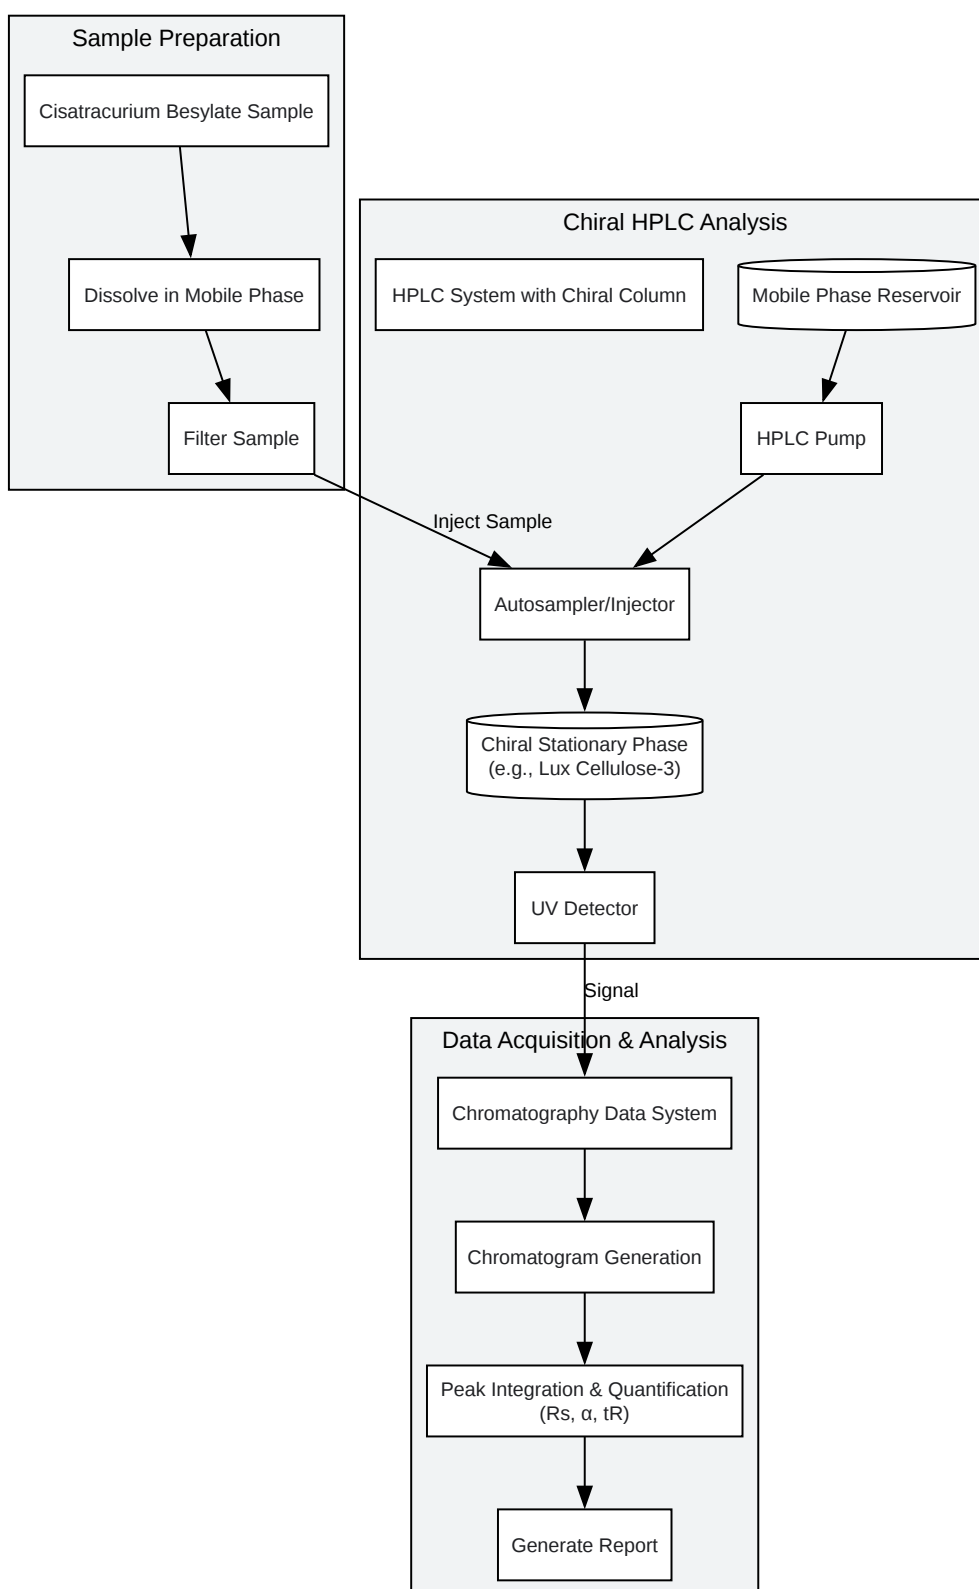 Sample Preparation
Cisatracurium Besylate Sample
Dissolve in Mobile Phase
Filter Sample
Chiral HPLC Analysis
HPLC System with Chiral Column
Mobile Phase Reservoir
HPLC Pump
Inject Sample
Autosampler/Injector
Chiral Stationary Phase
(e.g., Lux Cellulose-3)
UV Detector
Signal
Data Acquisition & Analysis
Chromatography Data System
Chromatogram Generation
Peak Integration & Quantification
(Rs, α, tR)
Generate Report